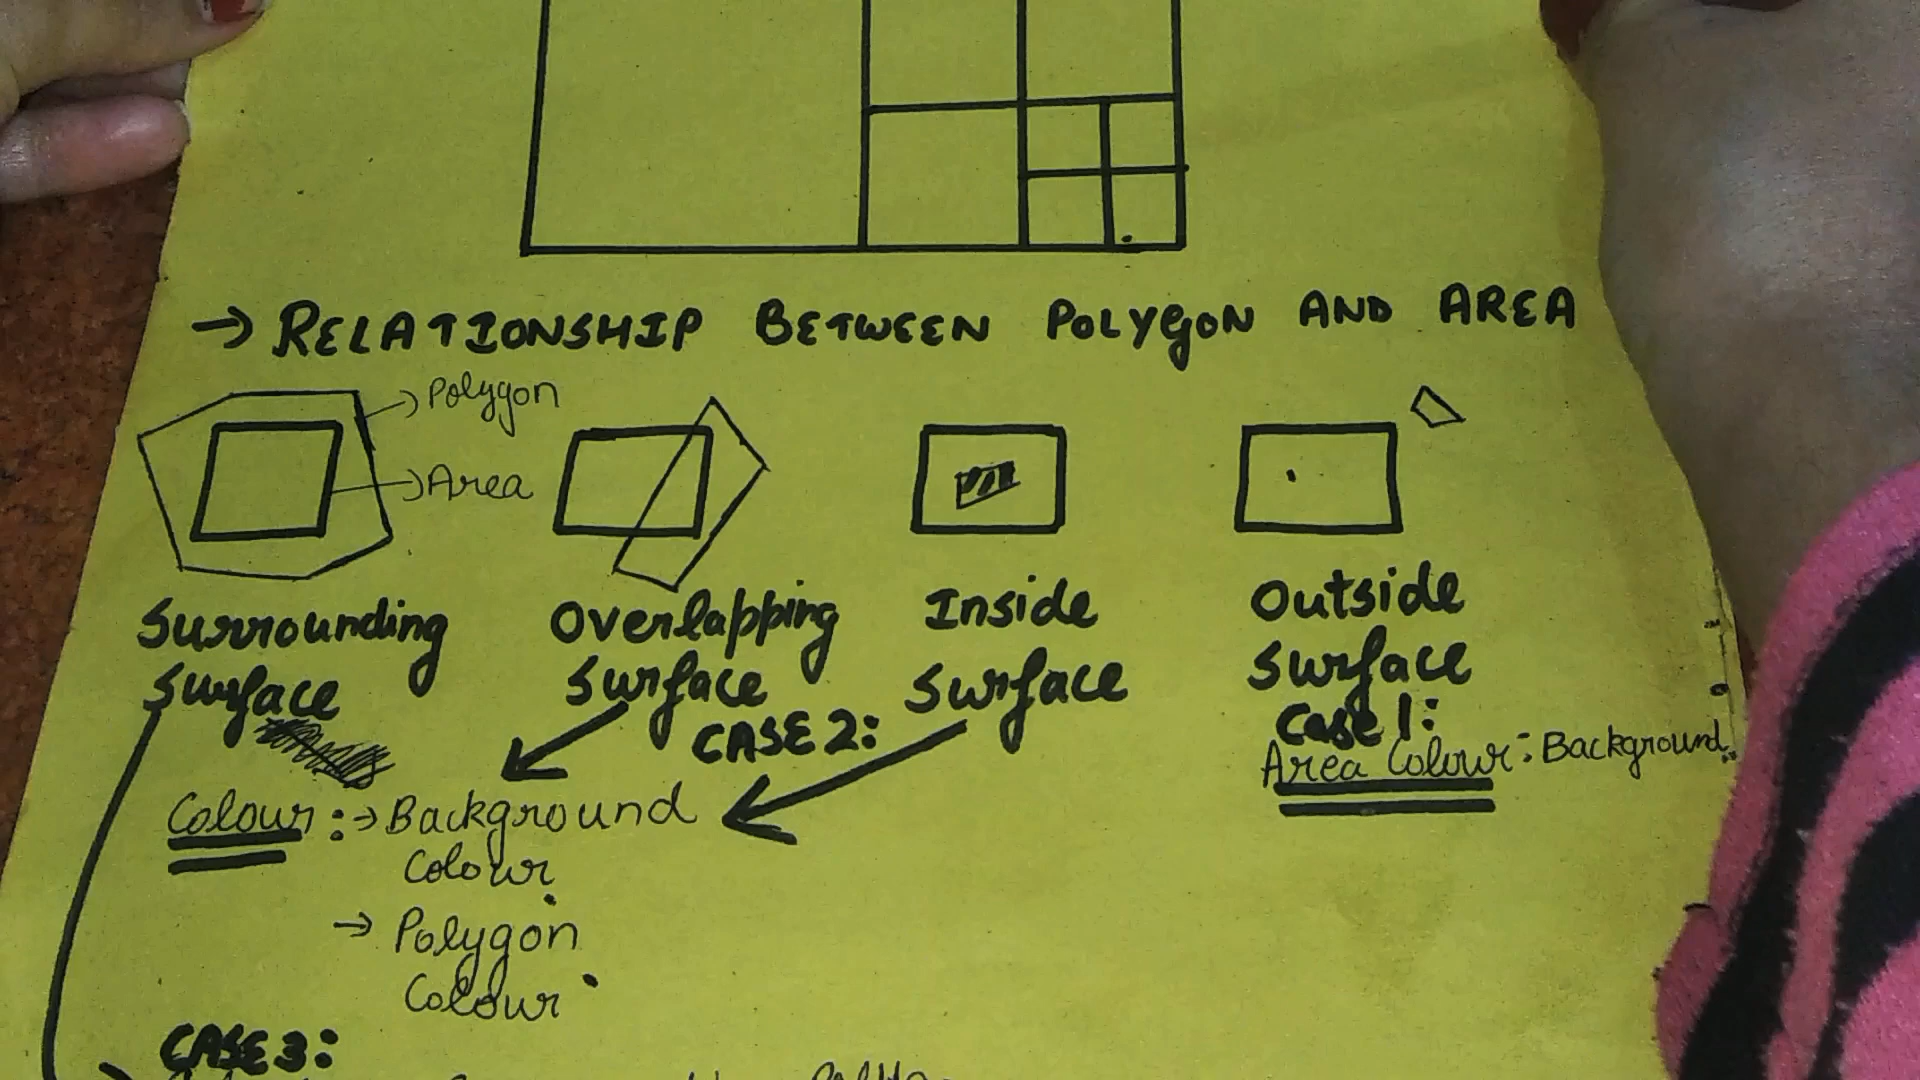 → RELATIONSHIP BETWEEN POLYGON AND AREA
→ Polygon
→ Area
Surrounding
Surface
Overlapping
Surface
Inside
Surface
Outside
Surface
Case 1:
Area Colour: Background
CASE 2:
Colour :→ Background
Colour
→ Polygon
Colour
CASE 3: